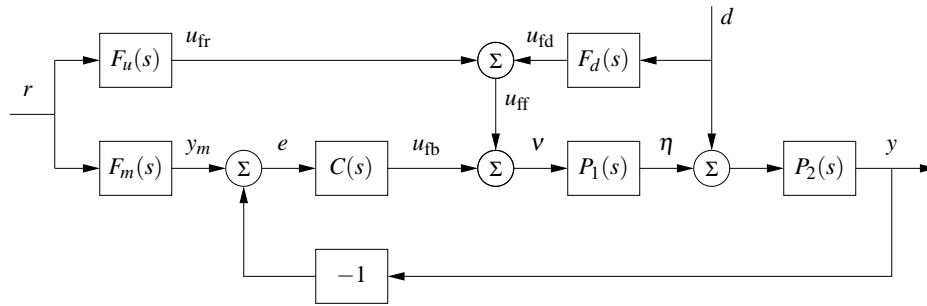 d
u_fr
u_fd
F_u(s)
Σ
F_d(s)
r
u_ff
y_m
e
u_fb
ν
η
y
F_m(s)
Σ
C(s)
Σ
P_1(s)
Σ
P_2(s)
−1